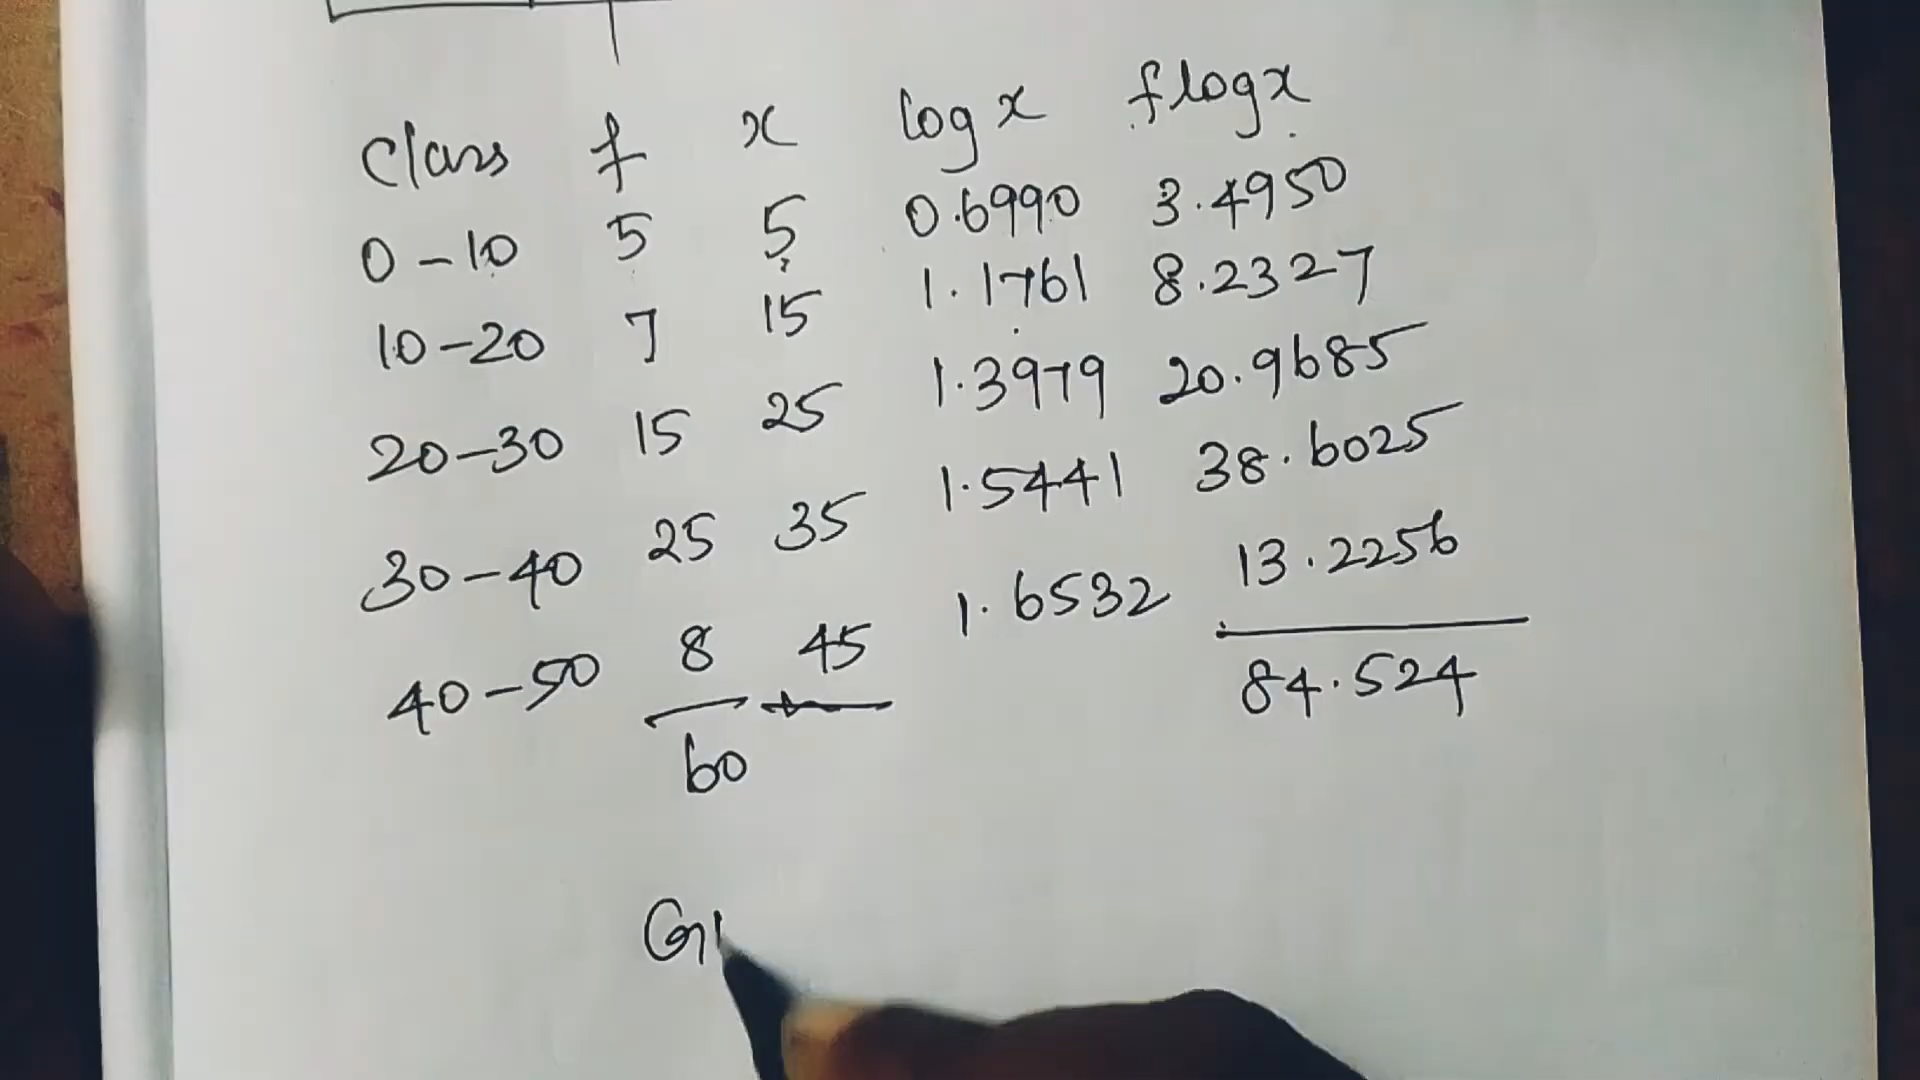 Class f x log x f log x
0-10 5 5 0.6990 3.4950
10-20 7 15 1.1761 8.2327
20-30 15 25 1.3979 20.9685
30-40 25 35 1.5441 38.6025
40-50 8 45 1.6532 13.2256
60 84.524